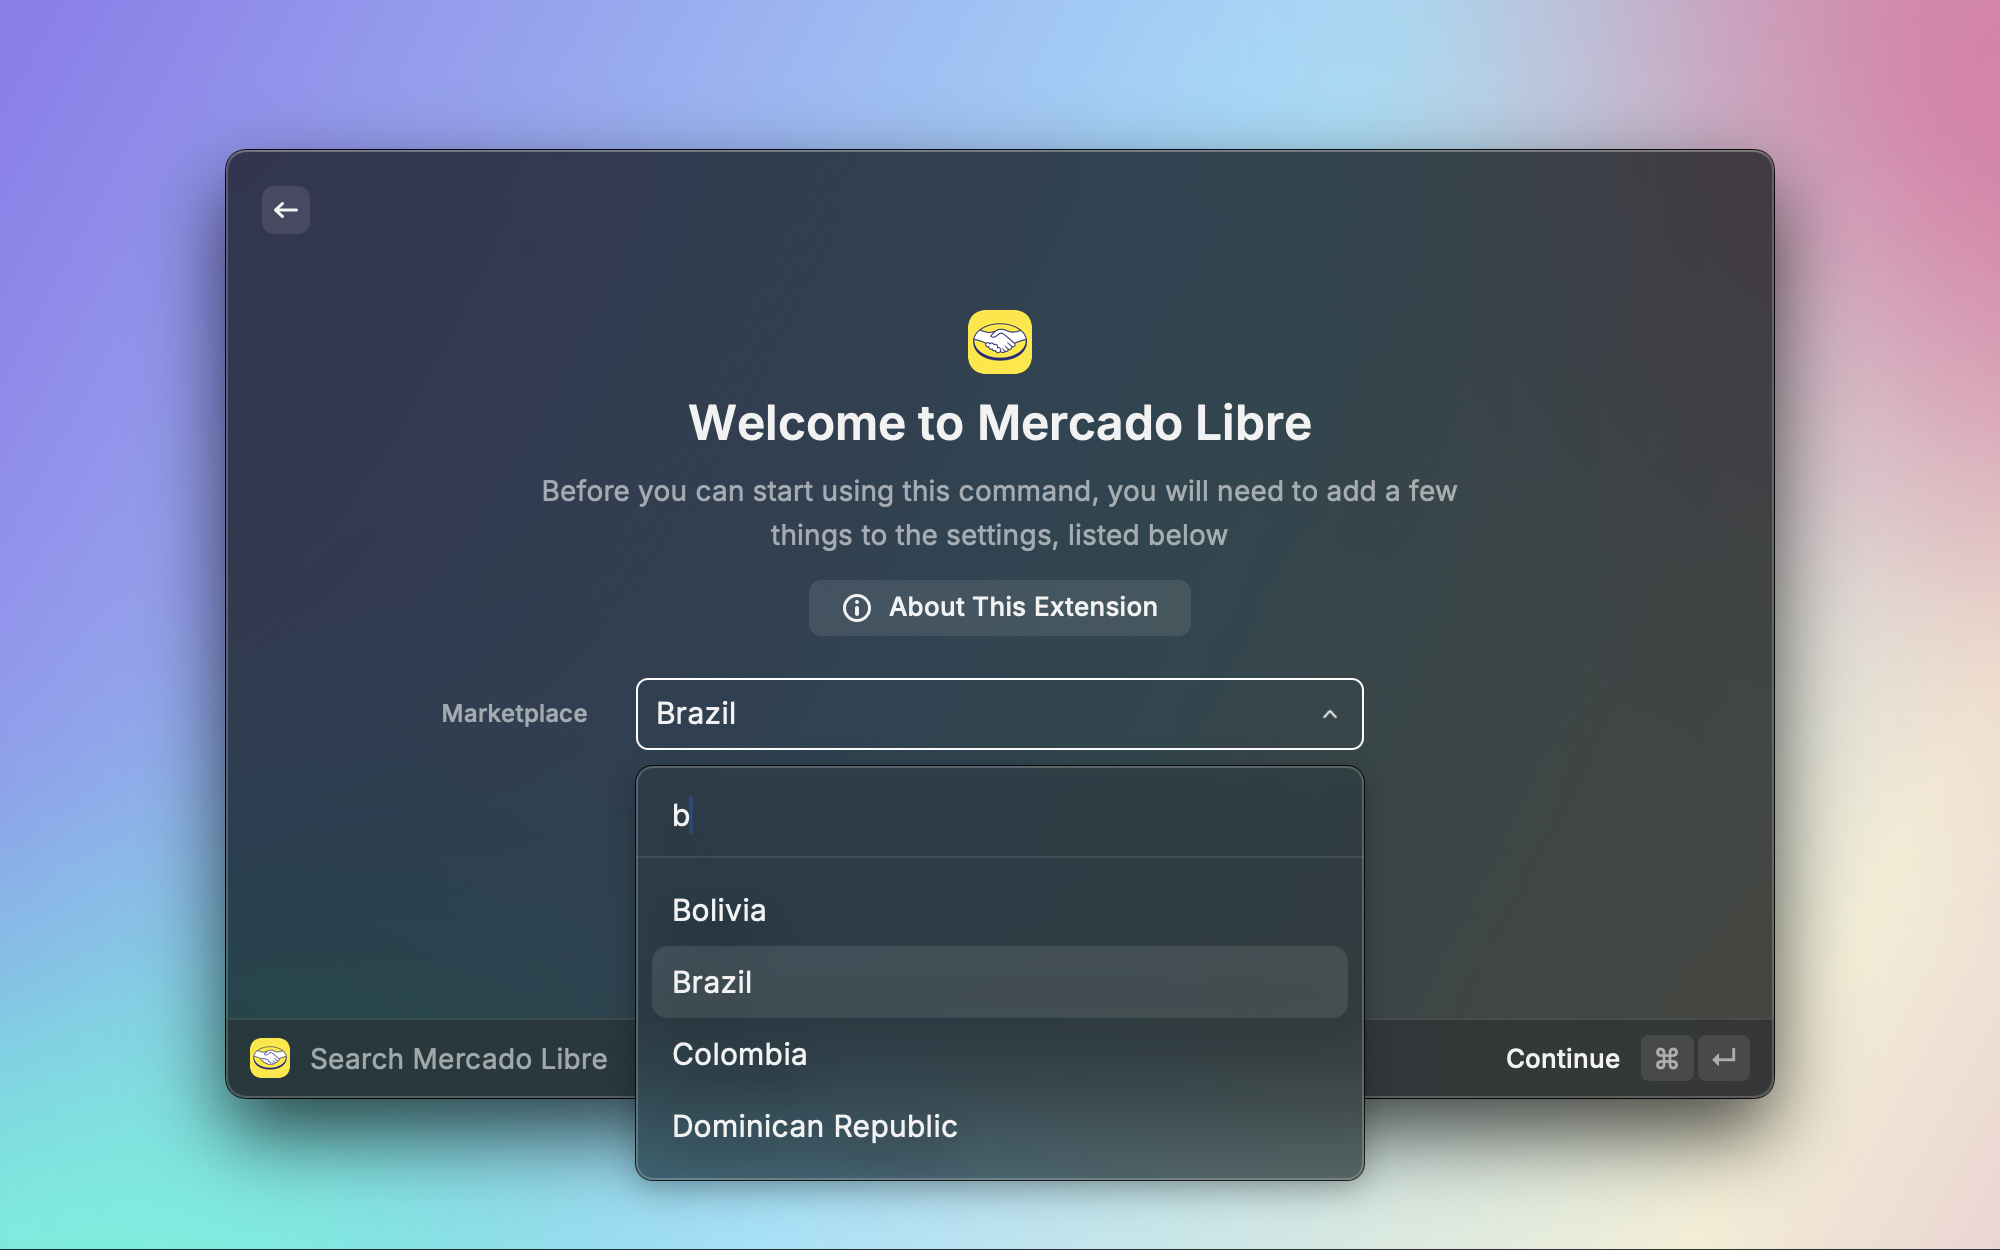 Welcome to Mercado Libre
Before you can start using this command, you will need to add a few
things to the settings, listed below
About This Extension
Marketplace
Brazil
b
Bolivia
Brazil
Colombia
Dominican Republic
Search Mercado Libre
Continue ⌘ ↵